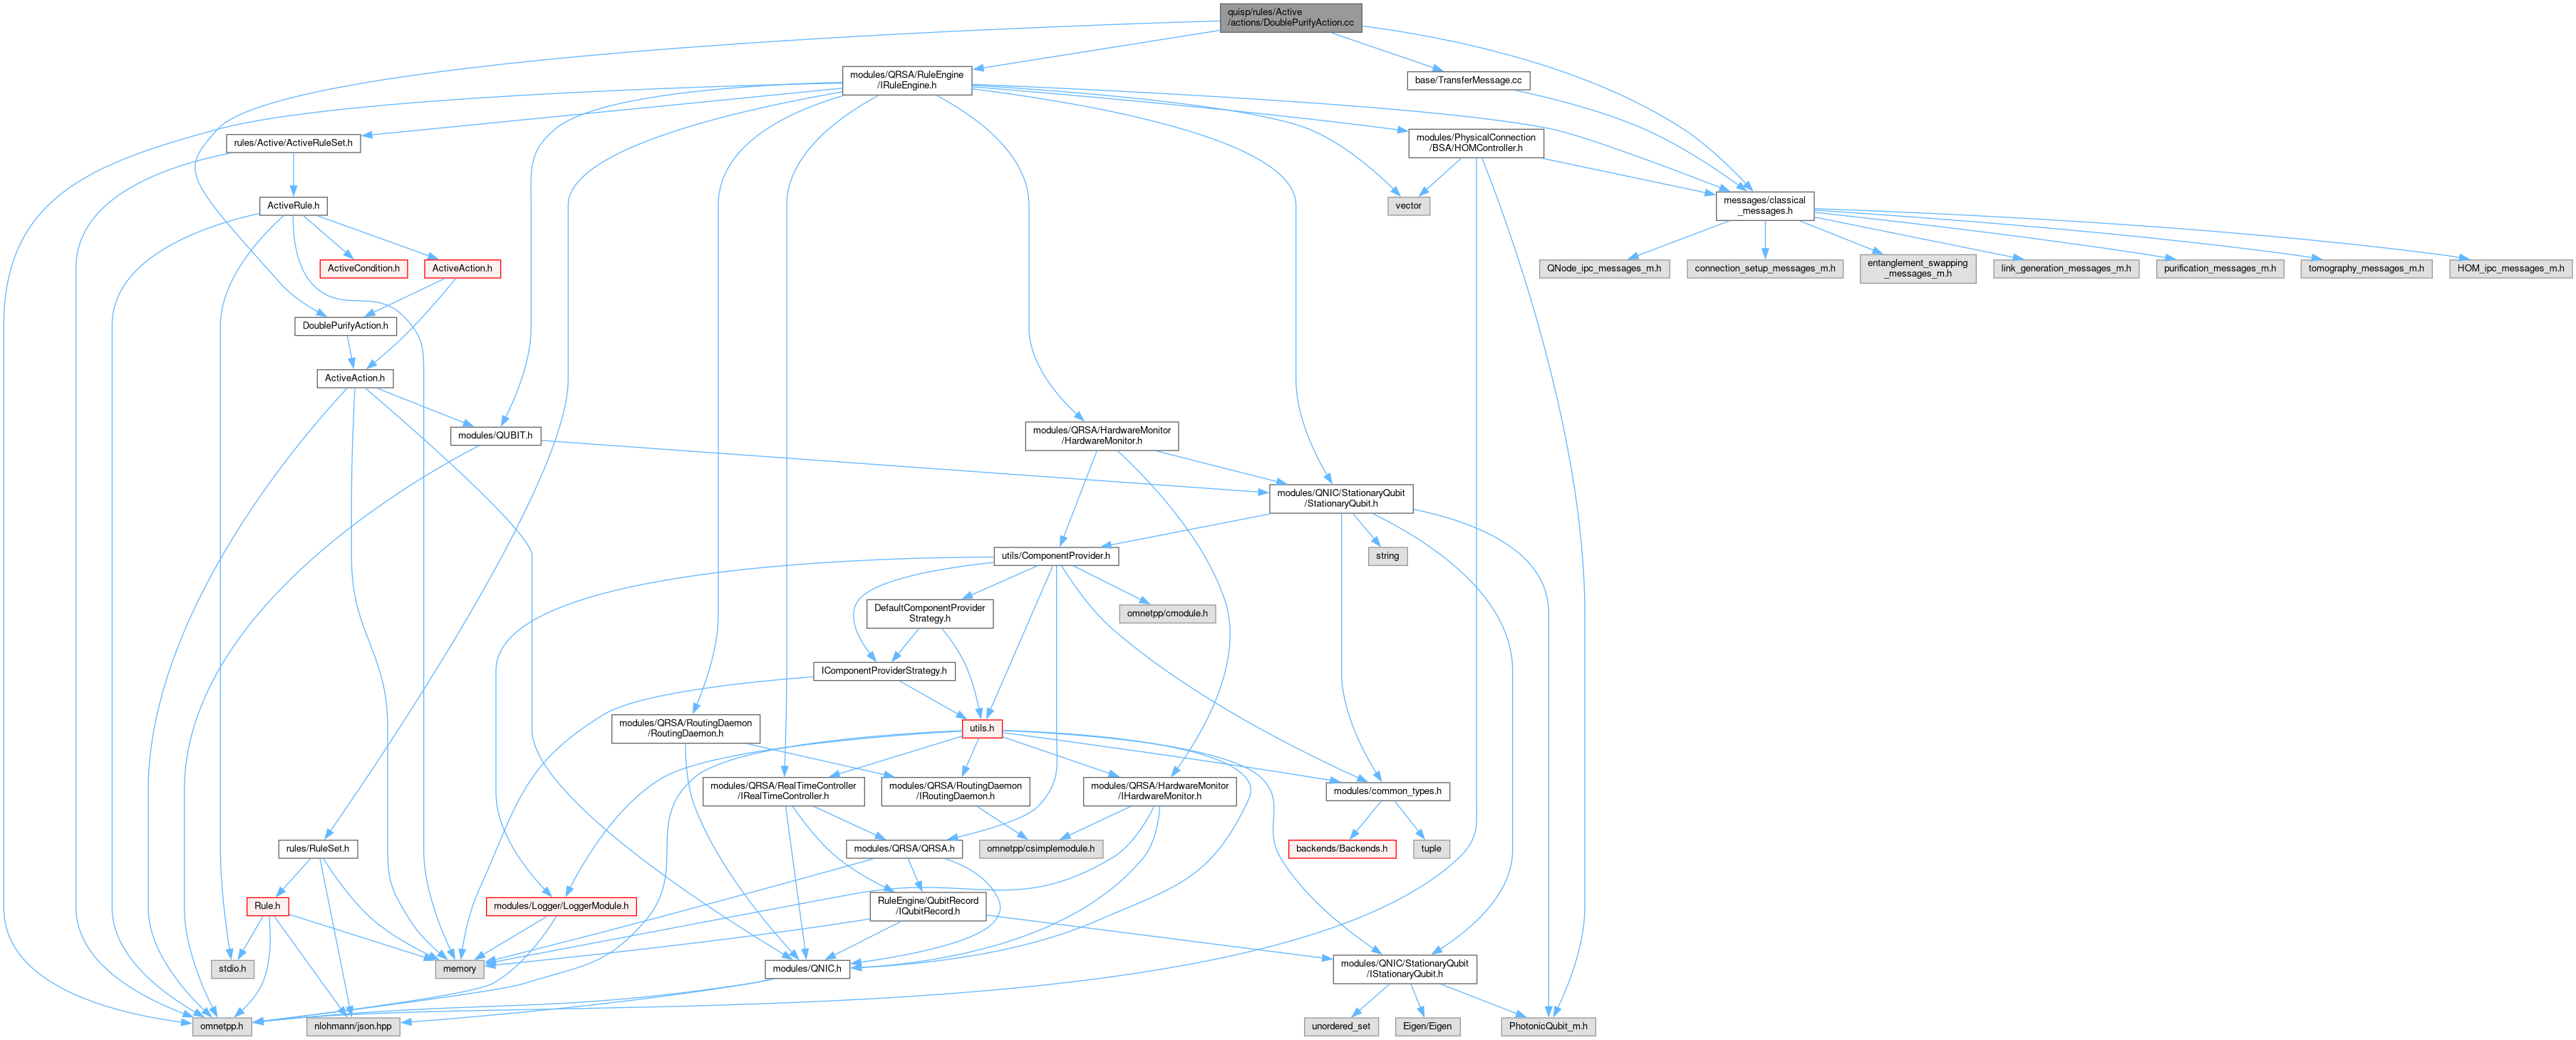 quisp/rules/Active
/actions/DoublePurifyAction.cc
modules/QRSA/RuleEngine
/IRuleEngine.h
base/TransferMessage.cc
rules/Active/ActiveRuleSet.h
modules/PhysicalConnection
/BSA/HOMController.h
ActiveRule.h
vector
messages/classical
_messages.h
ActiveCondition.h
ActiveAction.h
QNode_ipc_messages_m.h
connection_setup_messages_m.h
entanglement_swapping
_messages_m.h
link_generation_messages_m.h
purification_messages_m.h
tomography_messages_m.h
HOM_ipc_messages_m.h
DoublePurifyAction.h
ActiveAction.h
modules/QUBIT.h
modules/QRSA/HardwareMonitor
/HardwareMonitor.h
modules/QNIC/StationaryQubit
/StationaryQubit.h
utils/ComponentProvider.h
string
DefaultComponentProvider
Strategy.h
omnetpp/cmodule.h
IComponentProviderStrategy.h
modules/QRSA/RoutingDaemon
/RoutingDaemon.h
utils.h
modules/QRSA/RealTimeController
/IRealTimeController.h
modules/QRSA/RoutingDaemon
/IRoutingDaemon.h
modules/QRSA/HardwareMonitor
/IHardwareMonitor.h
modules/common_types.h
rules/RuleSet.h
modules/QRSA/QRSA.h
omnetpp/csimplemodule.h
backends/Backends.h
tuple
Rule.h
modules/Logger/LoggerModule.h
RuleEngine/QubitRecord
/IQubitRecord.h
stdio.h
memory
modules/QNIC.h
modules/QNIC/StationaryQubit
/IStationaryQubit.h
omnetpp.h
nlohmann/json.hpp
unordered_set
Eigen/Eigen
PhotonicQubit_m.h